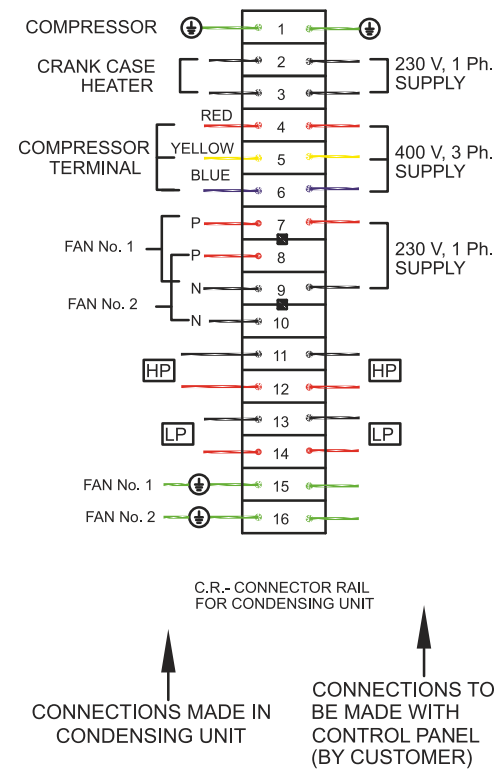 COMPRESSOR 1
CRANK CASE HEATER 2 230 V, 1 Ph. SUPPLY
3
RED 4
COMPRESSOR TERMINAL YELLOW 5 400 V, 3 Ph. SUPPLY
BLUE 6
P 7
FAN No. 1 P 8 230 V, 1 Ph. SUPPLY
N 9
FAN No. 2 N 10
11
HP 12 HP
13
LP 14 LP
FAN No. 1 15
FAN No. 2 16
C.R.- CONNECTOR RAIL
FOR CONDENSING UNIT
CONNECTIONS MADE IN
CONDENSING UNIT
CONNECTIONS TO
BE MADE WITH
CONTROL PANEL
(BY CUSTOMER)